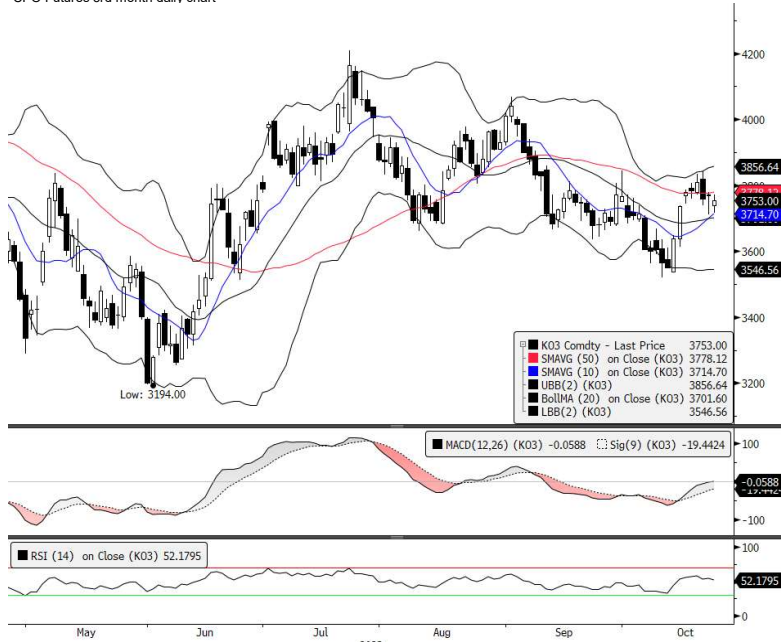 CPO Futures 3rd month daily chart
4200
4000
3856.64
3778.12
3753.00
3714.70
3600
3546.56
3400
3200
Low: 3194.00
KO3 Comdty - Last Price 3753.00
SMAVG (50) on Close (KO3) 3778.12
SMAVG (10) on Close (KO3) 3714.70
UBB(2) (KO3) 3856.64
BollMA (20) on Close (KO3) 3701.60
LBB(2) (KO3) 3546.56
MACD(12,26) (KO3) -0.0588 Sig(9) (KO3) -19.4424
100
-0.0588
-100
RSI (14) on Close (KO3) 52.1795
100
52.1795
0
May Jun Jul Aug Sep Oct